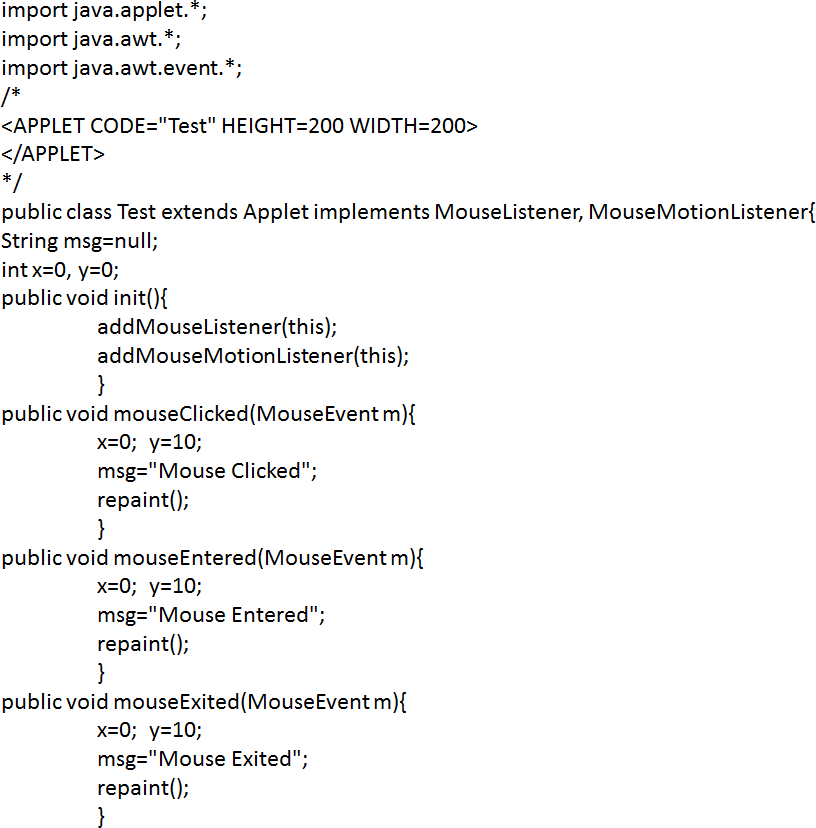 import java.applet.*;
import java.awt.*;
import java.awt.event.*;
/*
<APPLET CODE="Test" HEIGHT=200 WIDTH=200>
</APPLET>
*/
public class Test extends Applet implements MouseListener, MouseMotionListener{
String msg=null;
int x=0, y=0;
public void init(){
addMouseListener(this);
addMouseMotionListener(this);
}
public void mouseClicked(MouseEvent m){
x=0; y=10;
msg="Mouse Clicked";
repaint();
}
public void mouseEntered(MouseEvent m){
x=0; y=10;
msg="Mouse Entered";
repaint();
}
public void mouseExited(MouseEvent m){
x=0; y=10;
msg="Mouse Exited";
repaint();
}